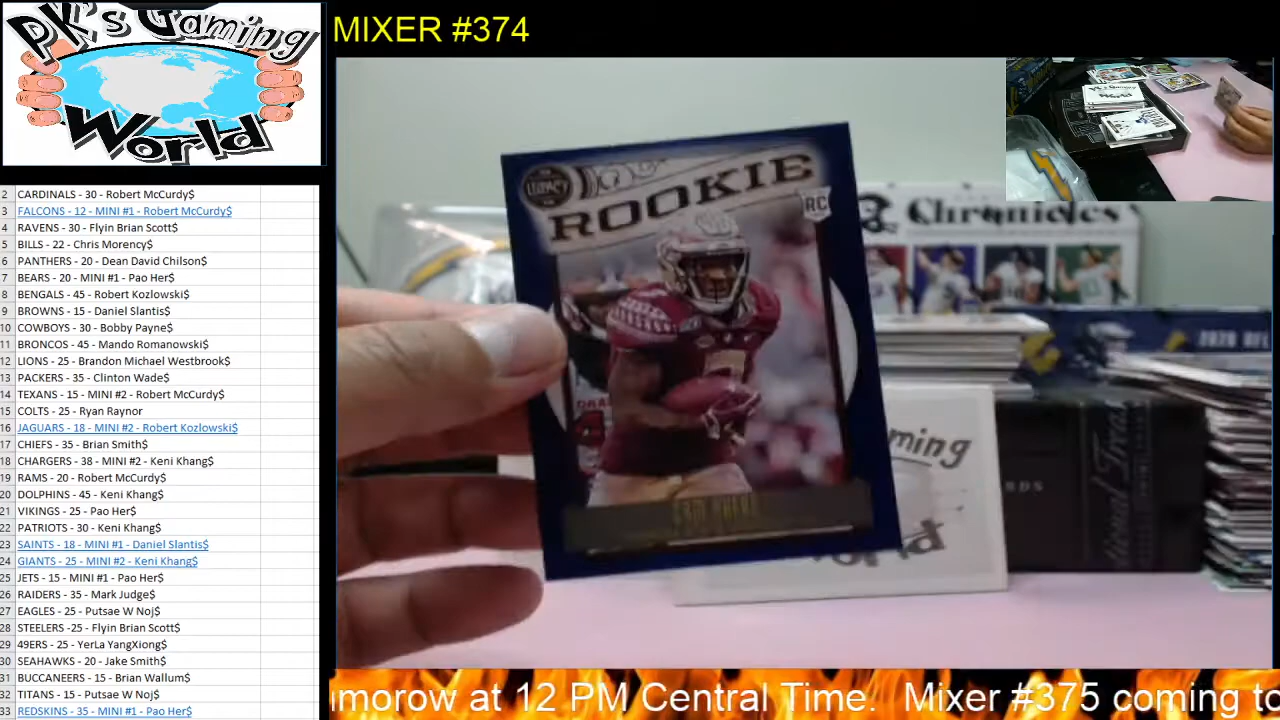 PK's Gaming
World
MIXER #374
2 CARDINALS - 30 - Robert McCurdy$
3 FALCONS - 12 - MINI #1 - Robert McCurdy$
4 RAVENS - 30 - Flyin Brian Scott$
5 BILLS - 22 - Chris Morency$
6 PANTHERS - 20 - Dean David Chilson$
7 BEARS - 20 - MINI #1 - Pao Her$
8 BENGALS - 45 - Robert Kozlowski$
9 BROWNS - 15 - Daniel Slantis$
10 COWBOYS - 30 - Bobby Payne$
11 BRONCOS - 45 - Mando Romanowski$
12 LIONS - 25 - Brandon Michael Westbrook$
13 PACKERS - 35 - Clinton Wade$
14 TEXANS - 15 - MINI #2 - Robert McCurdy$
15 COLTS - 25 - Ryan Raynor
16 JAGUARS - 18 - MINI #2 - Robert Kozlowski$
17 CHIEFS - 35 - Brian Smith$
18 CHARGERS - 38 - MINI #2 - Keni Khang$
19 RAMS - 20 - Robert McCurdy$
20 DOLPHINS - 45 - Keni Khang$
21 VIKINGS - 25 - Pao Her$
22 PATRIOTS - 30 - Keni Khang$
23 SAINTS - 18 - MINI #1 - Daniel Slantis$
24 GIANTS - 25 - MINI #2 - Keni Khang$
25 JETS - 15 - MINI #1 - Pao Her$
26 RAIDERS - 35 - Mark Judge$
27 EAGLES - 25 - Putsae W Noj$
28 STEELERS -25 - Flyin Brian Scott$
29 49ERS - 25 - YerLa YangXiong$
30 SEAHAWKS - 20 - Jake Smith$
31 BUCCANEERS - 15 - Brian Wallum$
32 TITANS - 15 - Putsae W Noj$
33 REDSKINS - 35 - MINI #1 - Pao Her$
LEGACY
ROOKIE
RC
Chronicles
ming
morow at 12 PM Central Time. Mixer #375 coming to